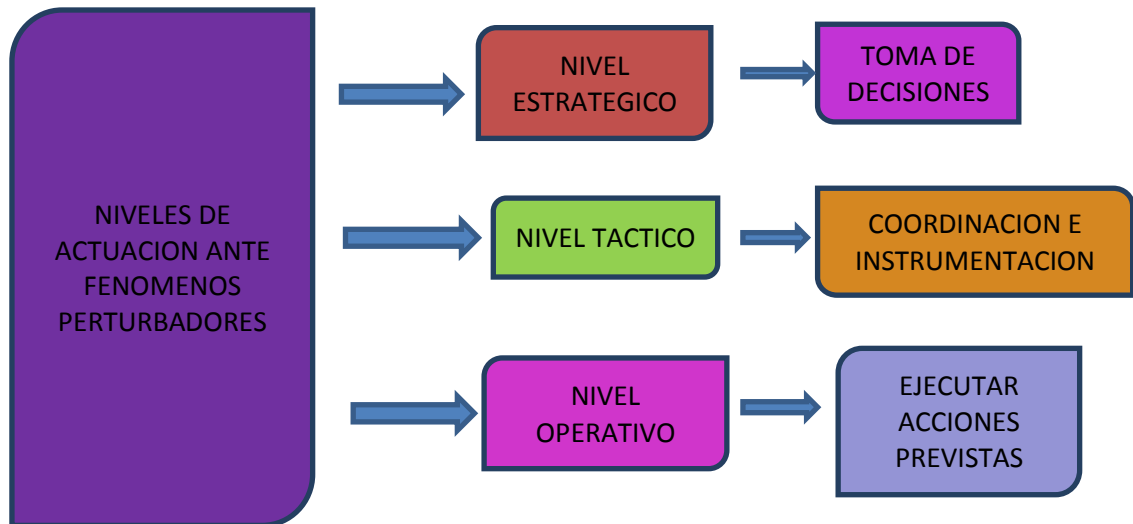 NIVELES DE
ACTUACION ANTE
FENOMENOS
PERTURBADORES
NIVEL
ESTRATEGICO
TOMA DE
DECISIONES
NIVEL TACTICO
COORDINACION E
INSTRUMENTACION
NIVEL
OPERATIVO
EJECUTAR
ACCIONES
PREVISTAS